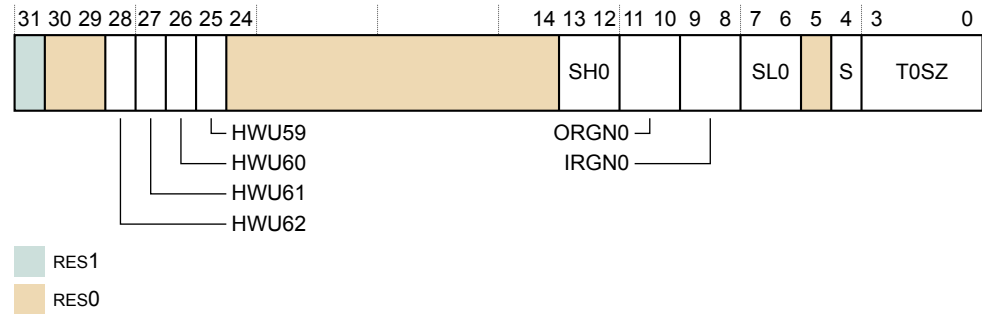 31 30 29 28 27 26 25 24 14 13 12 11 10 9 8 7 6 5 4 3 0
SH0 SL0 S T0SZ
HWU59 ORGN0
HWU60 IRGN0
HWU61
HWU62
RES1
RES0